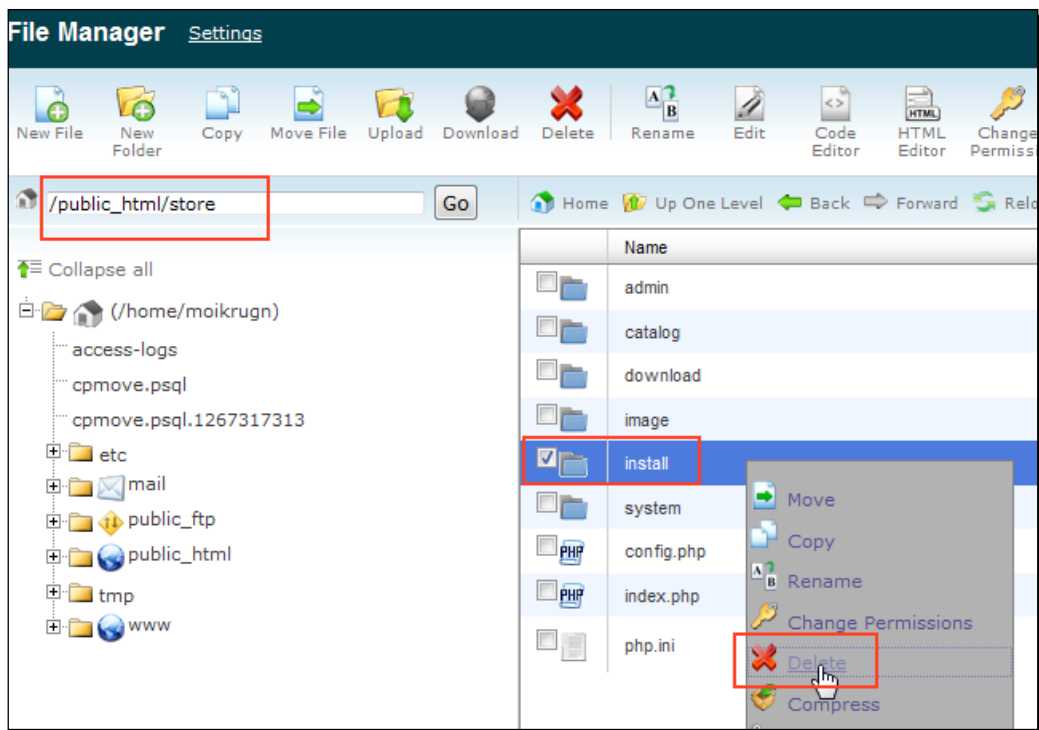 File Manager Settings
New File New Folder Copy Move File Upload Download Delete Rename Edit Code Editor HTML Editor Change Permissi
/public_html/store Go Home Up One Level Back Forward Relo
Collapse all
(/home/moikrugn)
access-logs
cpmove.psql
cpmove.psql.1267317313
etc
mail
public_ftp
public_html
tmp
www
Name
admin
catalog
download
image
install
system
config.php
index.php
php.ini
Move
Copy
Rename
Change Permissions
Delete
Compress